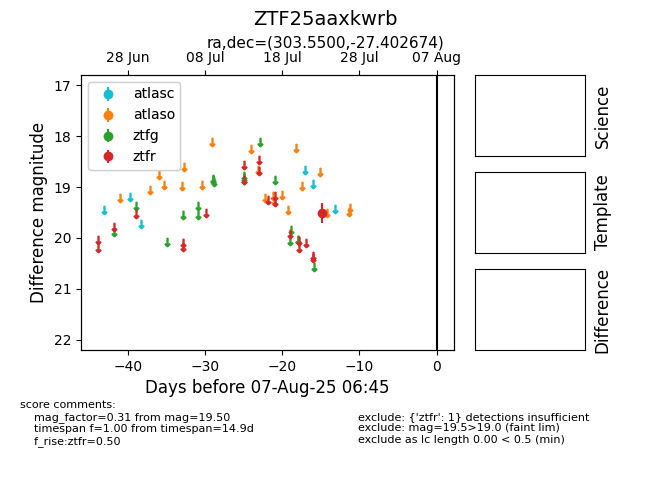 ZTF25aaxkwrb
ra,dec=(303.5500,-27.402674)
28 Jun 08 Jul 18 Jul 28 Jul 07 Aug
atlasc
atlaso
ztfg
ztfr
17
18
19
20
21
22
Difference magnitude
−40 −30 −20 −10 0
Days before 07-Aug-25 06:45
Science
Template
Difference
score comments:
mag_factor=0.31 from mag=19.50
timespan f=1.00 from timespan=14.9d
f_rise:ztfr=0.50
exclude: {'ztfr': 1} detections insufficient
exclude: mag=19.5>19.0 (faint lim)
exclude as lc length 0.00 < 0.5 (min)